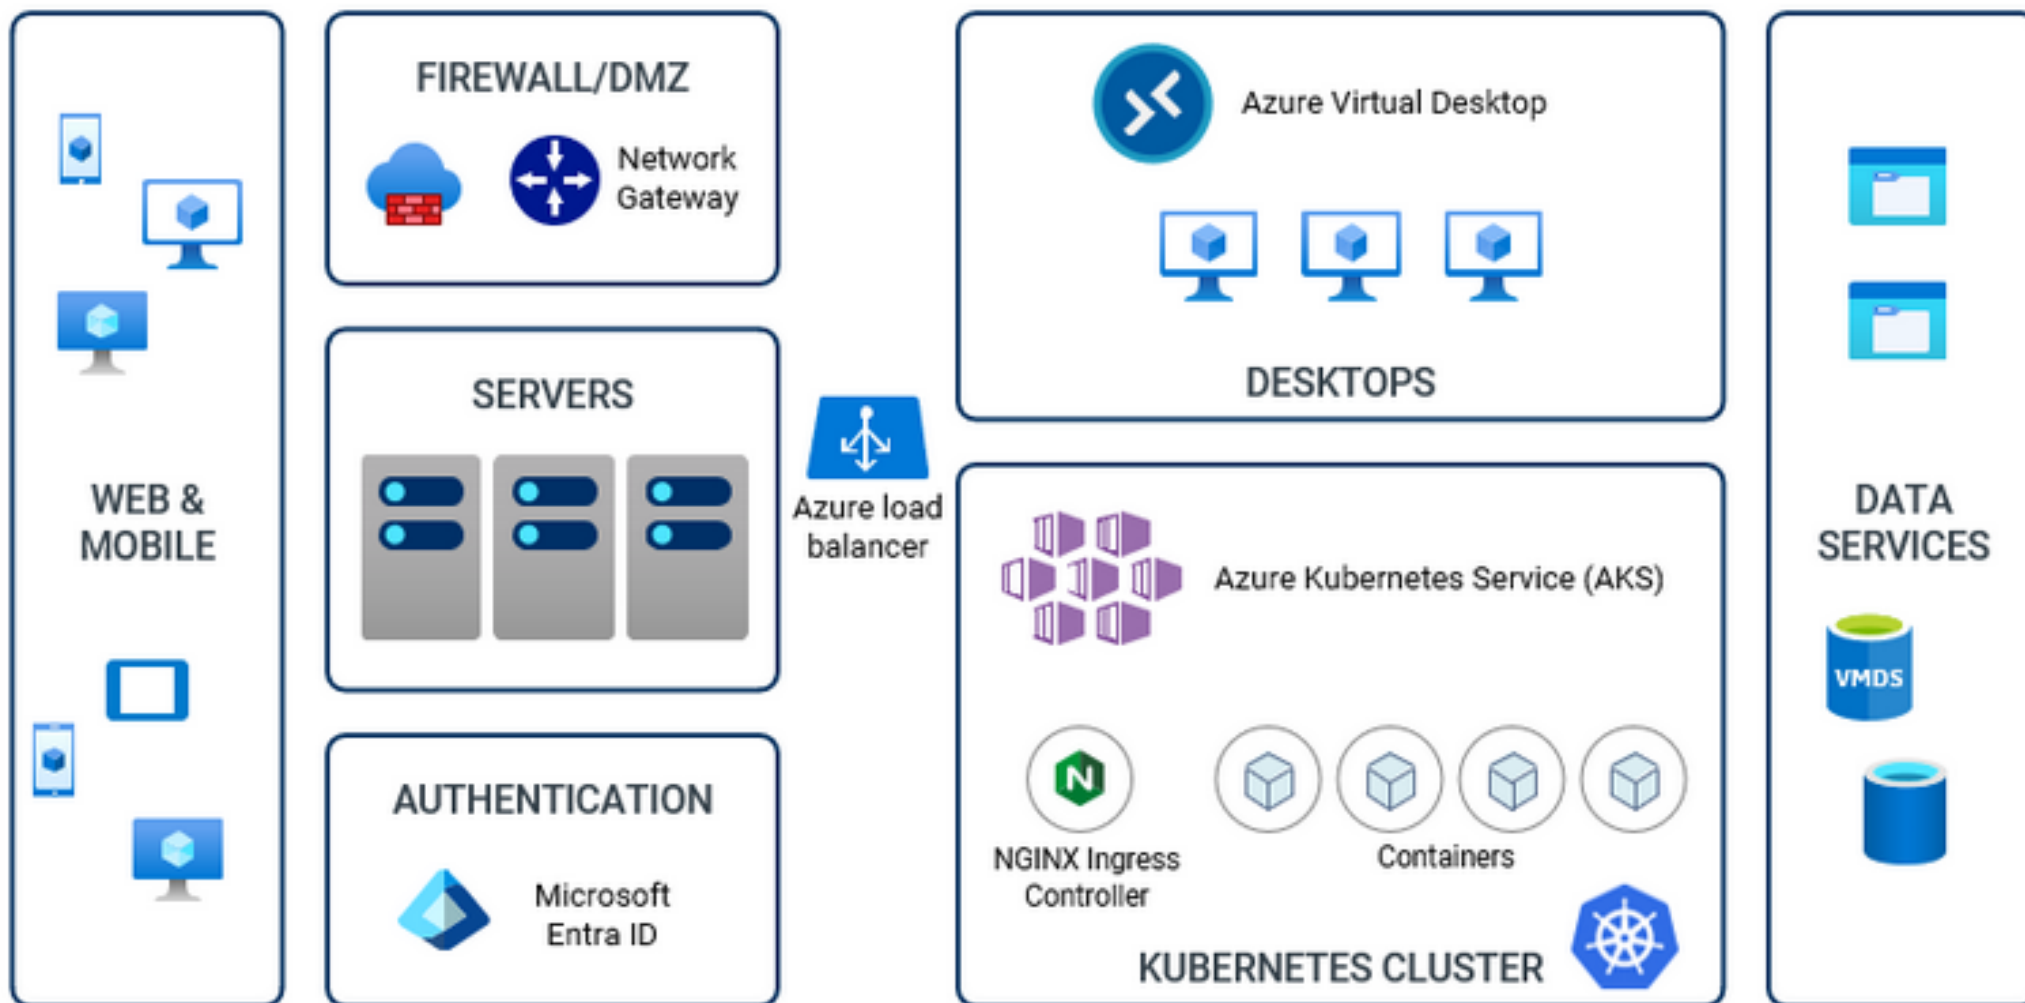 WEB &
MOBILE
FIREWALL/DMZ
Network
Gateway
SERVERS
AUTHENTICATION
Microsoft
Entra ID
Azure load
balancer
Azure Virtual Desktop
DESKTOPS
Azure Kubernetes Service (AKS)
N
NGINX Ingress
Controller
Containers
KUBERNETES CLUSTER
DATA
SERVICES
VMDS